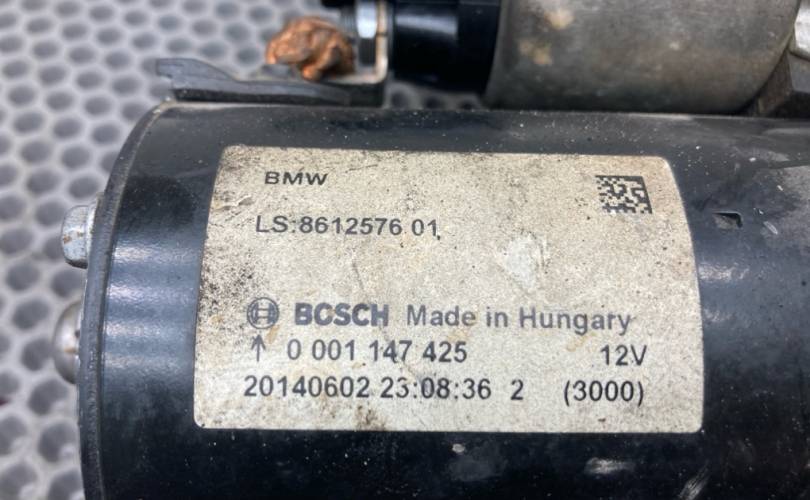 BMW
LS:8612576 01
BOSCH Made in Hungary
↑ 0 001 147 425 12V
20140602 23:08:36 2 (3000)